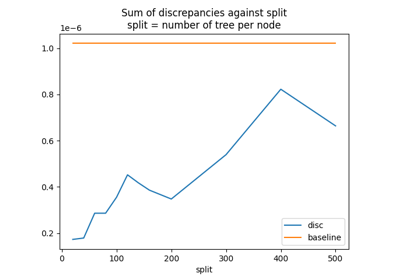 Sum of discrepancies against split
split = number of tree per node
1e−6
1.0
0.8
0.6
0.4
0.2
disc
baseline
0 100 200 300 400 500
split